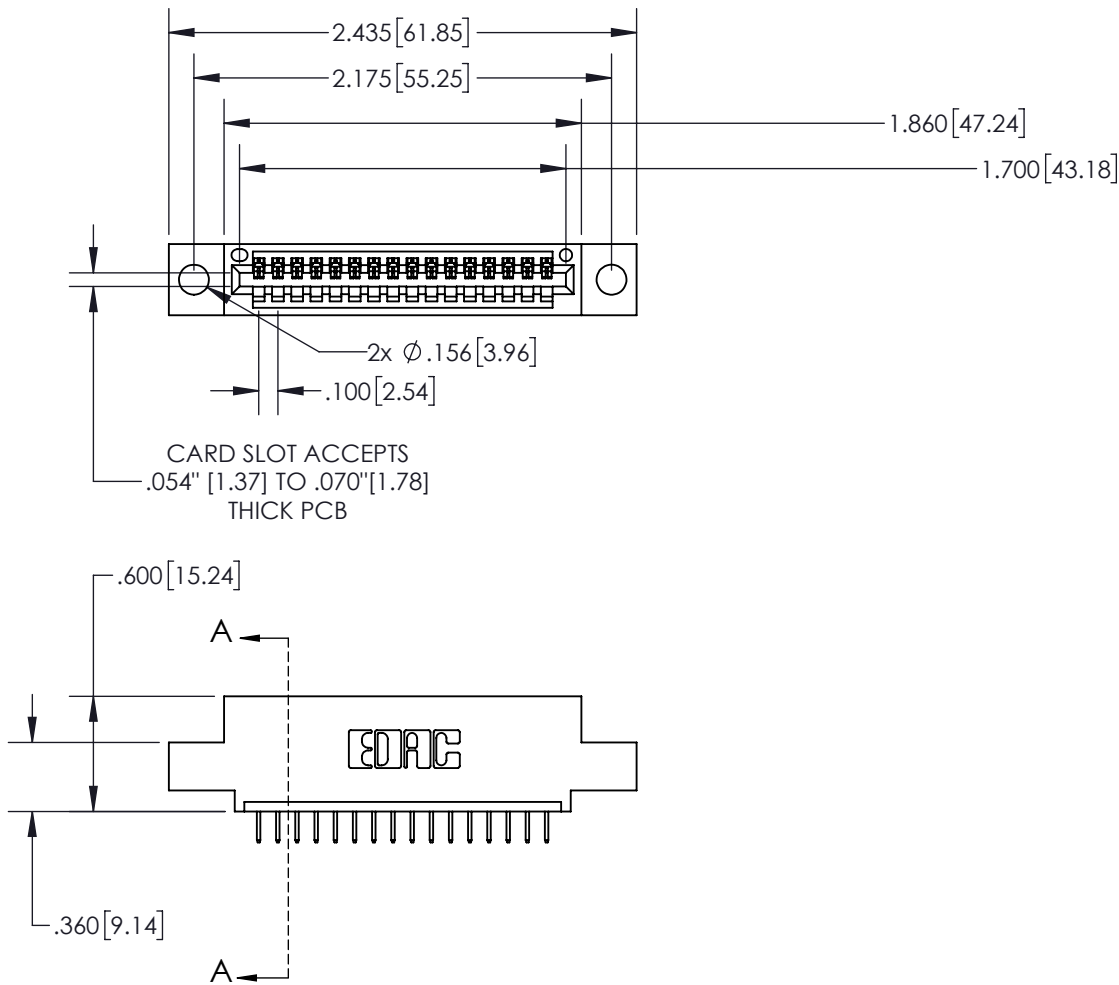 2.435[61.85]
2.175[55.25]
1.860[47.24]
1.700[43.18]
2x Ø.156[3.96]
.100[2.54]
CARD SLOT ACCEPTS
.054" [1.37] TO .070"[1.78]
THICK PCB
.600[15.24]
A
EDAC
.360[9.14]
A